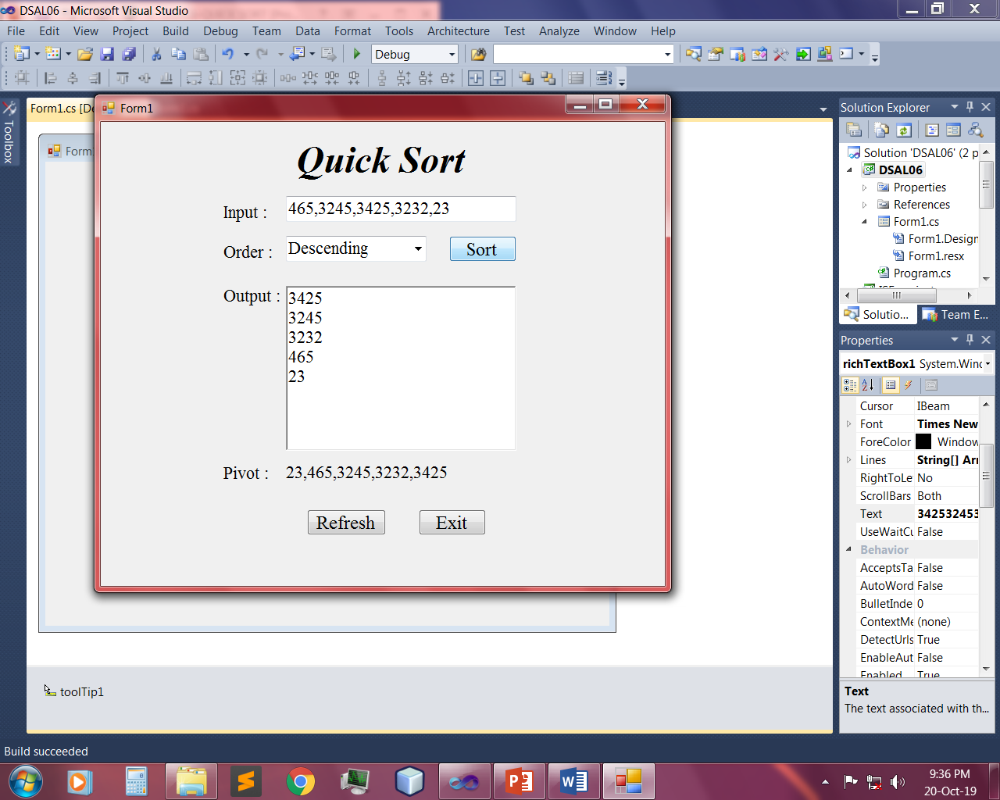 DSAL06 - Microsoft Visual Studio
File Edit View Project Build Debug Team Data Format Tools Architecture Test Analyze Window Help
Debug
Toolbox
Form1.cs [De
Form1
Form
Quick Sort
Input : 465,3245,3425,3232,23
Order : Descending Sort
Output :
3425
3245
3232
465
23
Pivot : 23,465,3245,3232,3425
Refresh Exit
toolTip1
Solution Explorer
Solution 'DSAL06' (2 p
DSAL06
Properties
References
Form1.cs
Form1.Design
Form1.resx
Program.cs
Solutio... Team E...
Properties
richTextBox1 System.Winc
Cursor IBeam
Font Times New
ForeColor Window
Lines String[] Arr
RightToLe No
ScrollBars Both
Text 342532453
UseWaitCu False
Behavior
AcceptsTa False
AutoWord False
BulletInde 0
ContextMe (none)
DetectUrls True
EnableAut False
Enabled True
Text
The text associated with th...
Build succeeded
9:36 PM
20-Oct-19